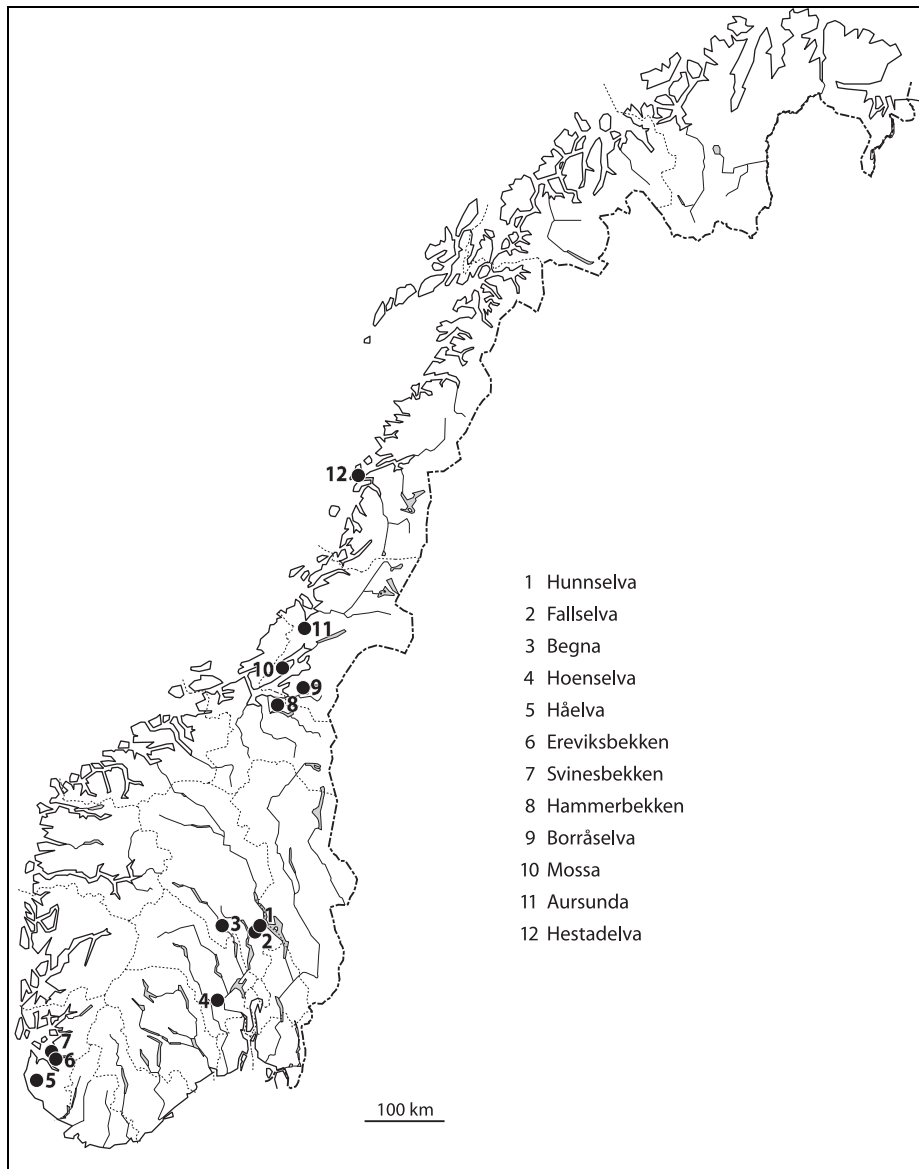 12
11
10
9
8
1
3
2
4
7
6
5
1 Hunnselva
2 Fallselva
3 Begna
4 Hoenselva
5 Håelva
6 Ereviksbekken
7 Svinesbekken
8 Hammerbekken
9 Borråselva
10 Mossa
11 Aursunda
12 Hestadelva
100 km